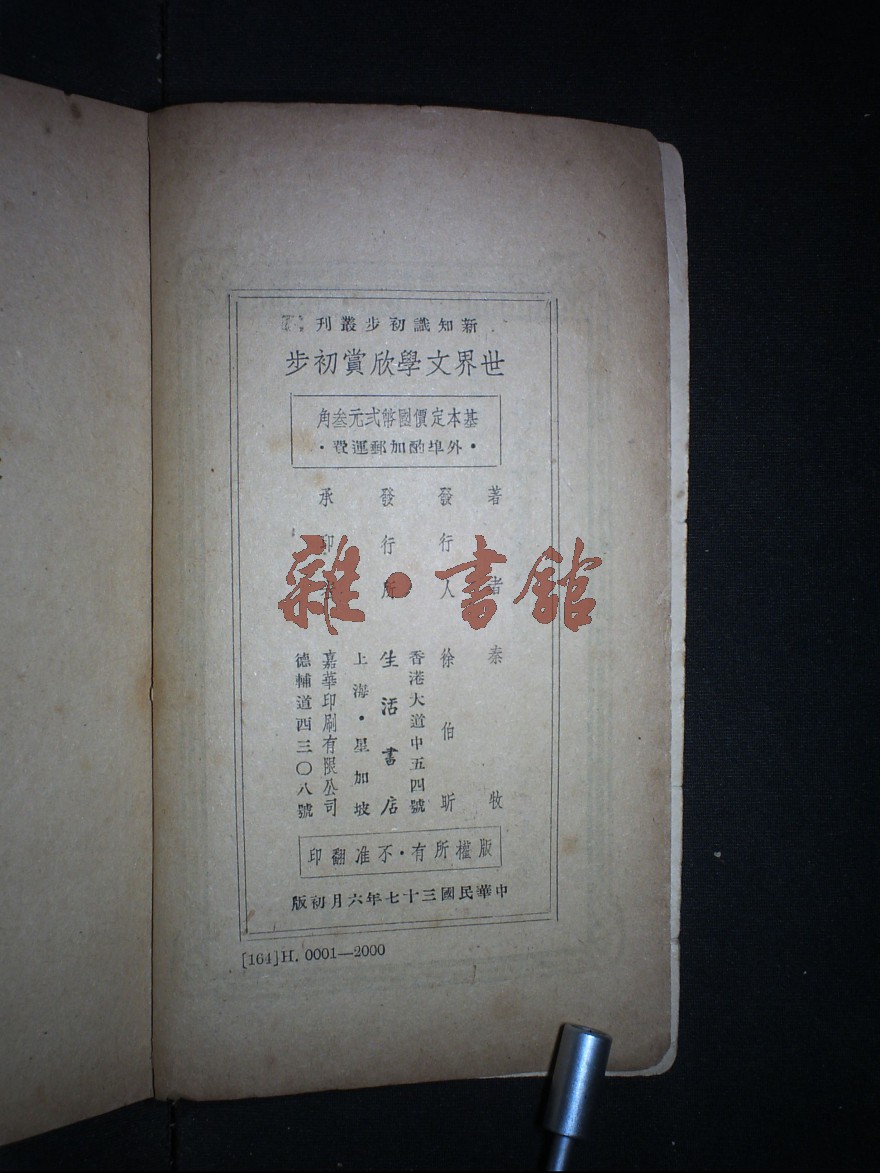 新知識初步叢刊
世界文學欣賞初步
基本定價國幣弍元叁角
·外埠酌加郵運費·
著者 秦牧
發行人 徐伯昕
香港大道中五四號
發行所 生活書店
上海·星加坡
承印者 嘉華印刷有限公司
德輔道西三〇八號
版權所有·不准翻印
中華民國三十七年六月初版
[164]H. 0001—2000
雜·書館